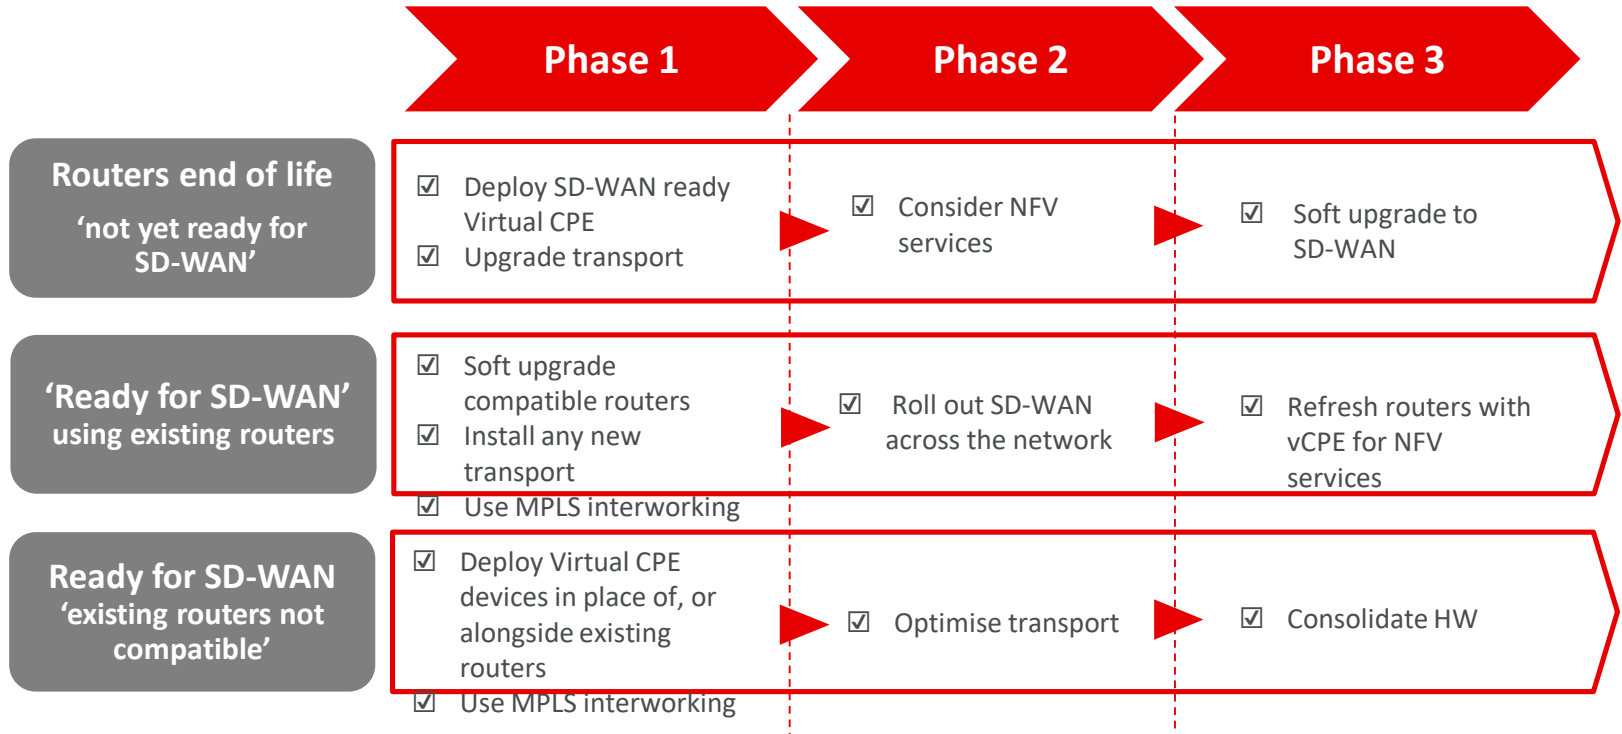 Phase 1
Phase 2
Phase 3
Routers end of life
‘not yet ready for
SD-WAN’
☑ Deploy SD-WAN ready
Virtual CPE
☑ Upgrade transport
☑ Consider NFV
services
☑ Soft upgrade to
SD-WAN
‘Ready for SD-WAN’
using existing routers
☑ Soft upgrade
compatible routers
☑ Install any new
transport
☑ Use MPLS interworking
☑ Roll out SD-WAN
across the network
☑ Refresh routers with
vCPE for NFV
services
Ready for SD-WAN
‘existing routers not
compatible’
☑ Deploy Virtual CPE
devices in place of, or
alongside existing
routers
☑ Use MPLS interworking
☑ Optimise transport
☑ Consolidate HW